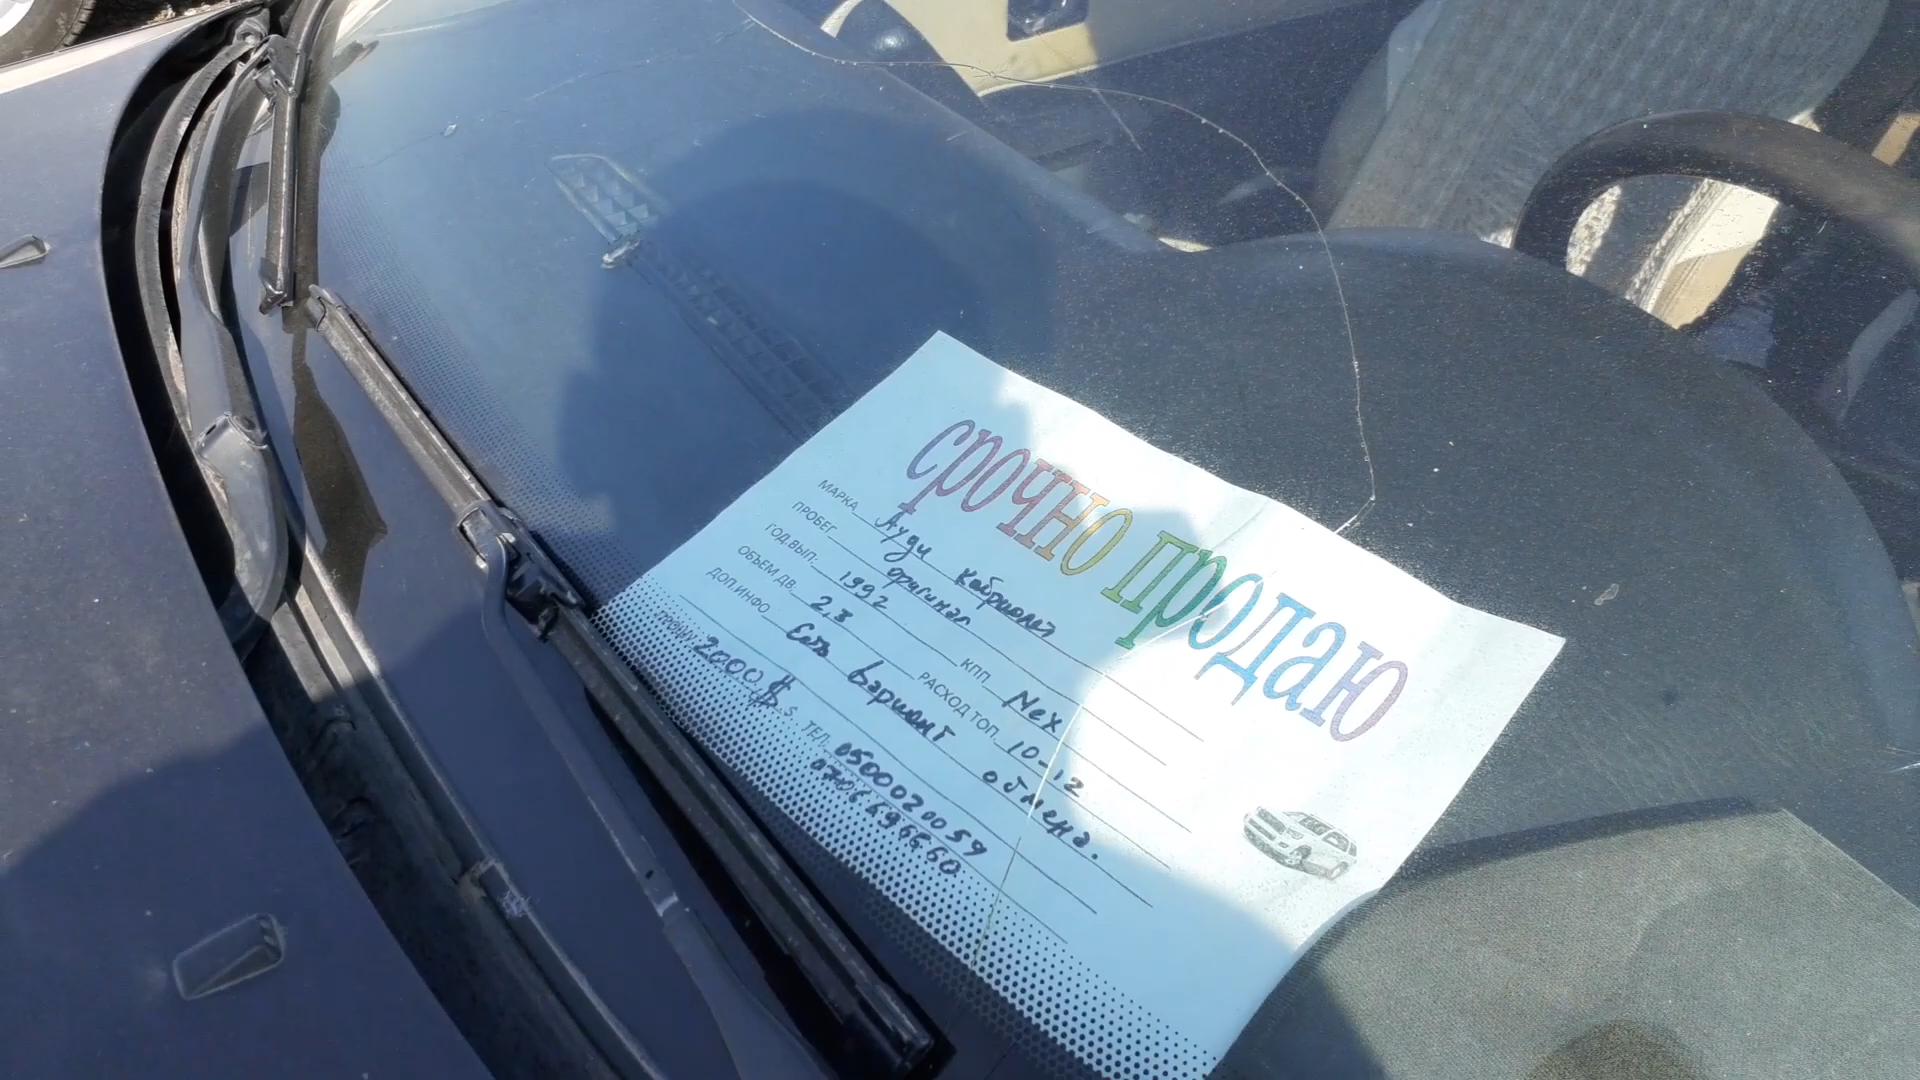 срочно продаю
МАРКА Ауди Кабриолет
ПРОБЕГ Оригинал
ГОД.ВЫП: 1992 КПП Мех
ОБЪЕМ ДВ. 2.3 РАСХОД ТОП. 10-12
ДОП.ИНФО Есть Вариант обмена.
ПРОШУ: 2000 $ $. ТЕЛ: 0500020059
0706696660